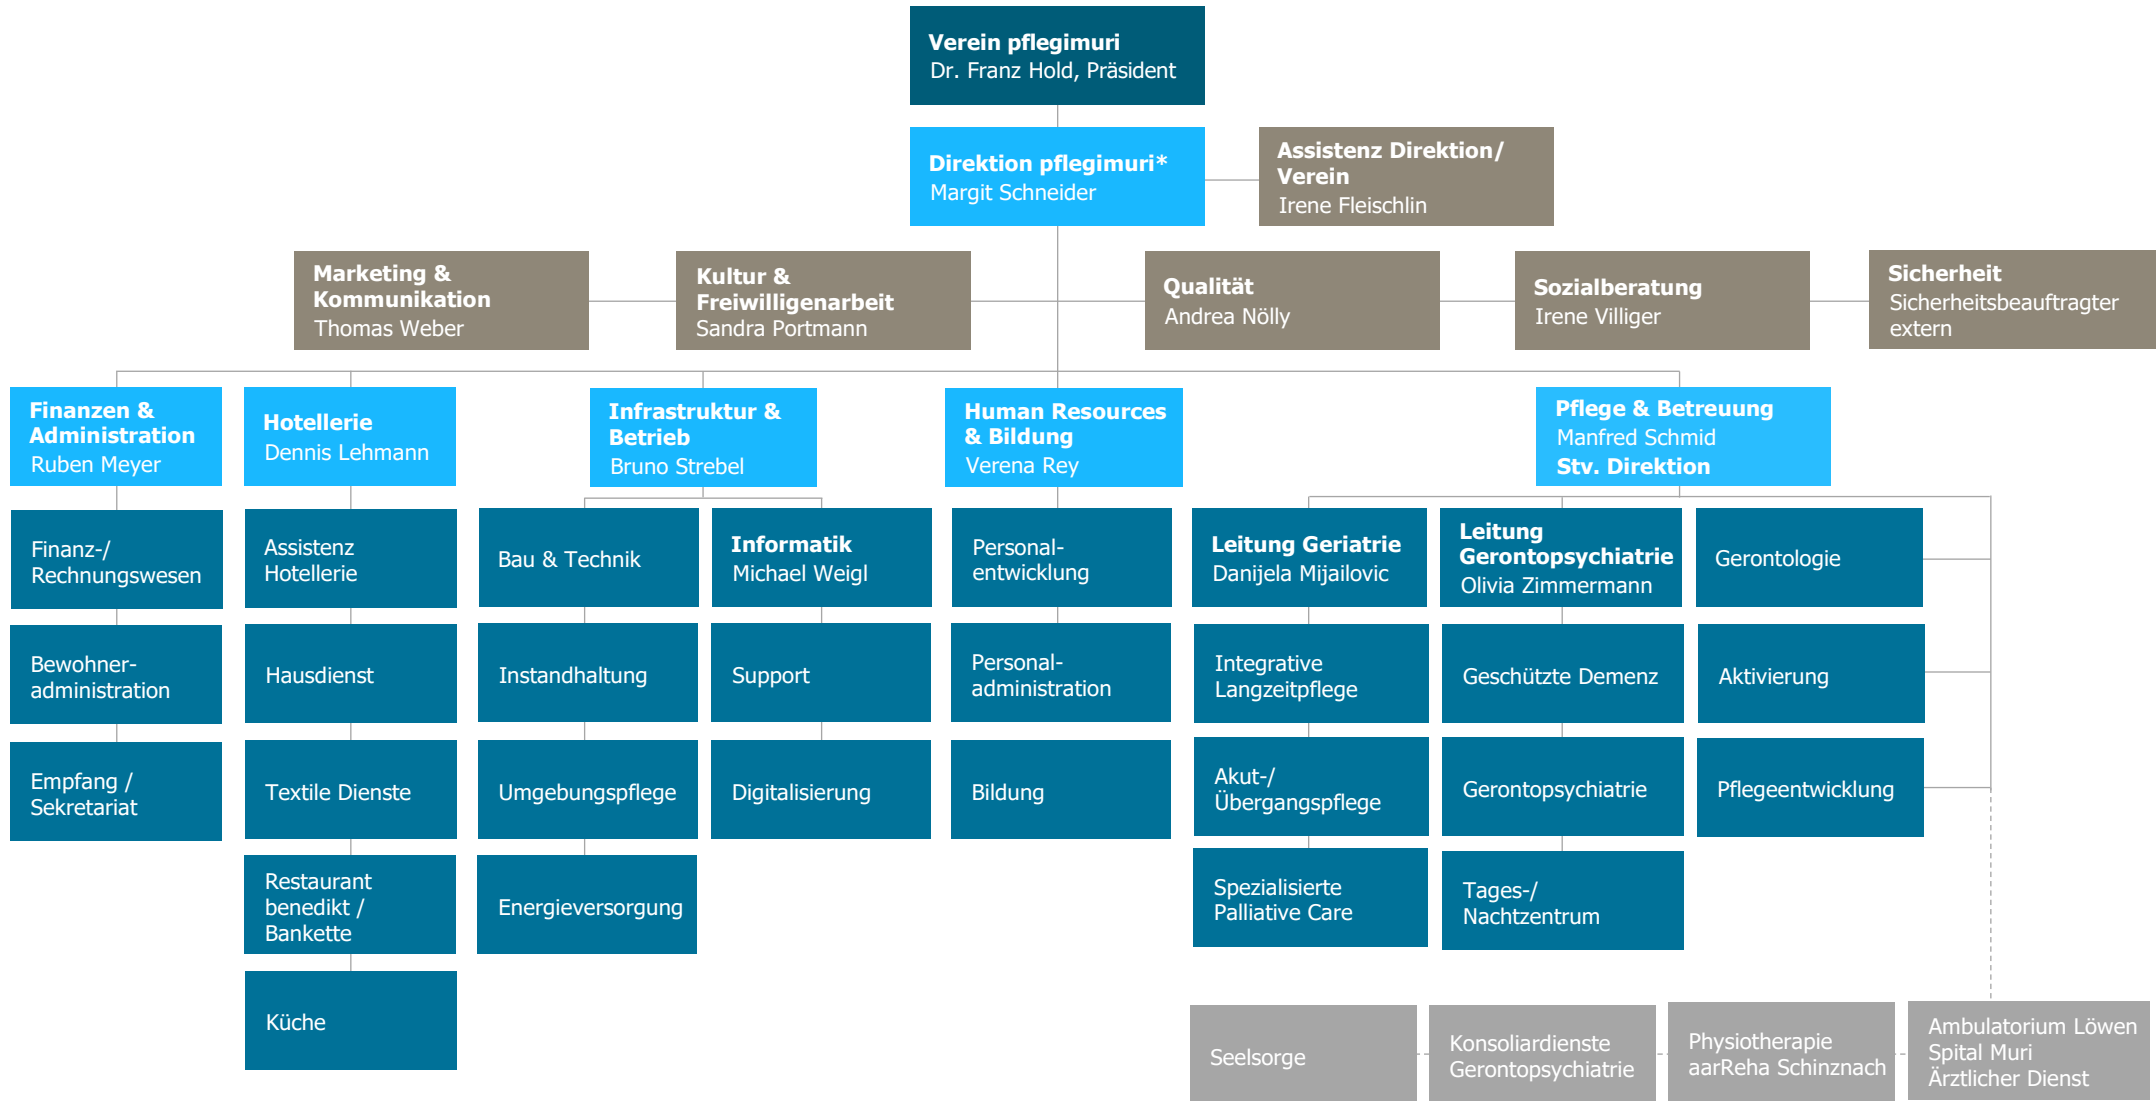 Verein pflegimuri
Dr. Franz Hold, Präsident
Direktion pflegimuri*
Margit Schneider
Assistenz Direktion/
Verein
Irene Fleischlin
Marketing &
Kommunikation
Thomas Weber
Kultur &
Freiwilligenarbeit
Sandra Portmann
Qualität
Andrea Nölly
Sozialberatung
Irene Villiger
Sicherheit
Sicherheitsbeauftragter
extern
Finanzen &
Administration
Ruben Meyer
Hotellerie
Dennis Lehmann
Infrastruktur &
Betrieb
Bruno Strebel
Human Resources
& Bildung
Verena Rey
Pflege & Betreuung
Manfred Schmid
Stv. Direktion
Finanz-/
Rechnungswesen
Assistenz
Hotellerie
Bau & Technik
Informatik
Michael Weigl
Personal-
entwicklung
Leitung Geriatrie
Danijela Mijailovic
Leitung
Gerontopsychiatrie
Olivia Zimmermann
Gerontologie
Bewohner-
administration
Hausdienst
Instandhaltung
Support
Personal-
administration
Integrative
Langzeitpflege
Geschützte Demenz
Aktivierung
Empfang /
Sekretariat
Textile Dienste
Umgebungspflege
Digitalisierung
Bildung
Akut-/
Übergangspflege
Gerontopsychiatrie
Pflegeentwicklung
Restaurant
benedikt /
Bankette
Energieversorgung
Spezialisierte
Palliative Care
Tages-/
Nachtzentrum
Küche
Seelsorge
Konsoliardienste
Gerontopsychiatrie
Physiotherapie
aarReha Schinznach
Ambulatorium Löwen
Spital Muri
Ärztlicher Dienst